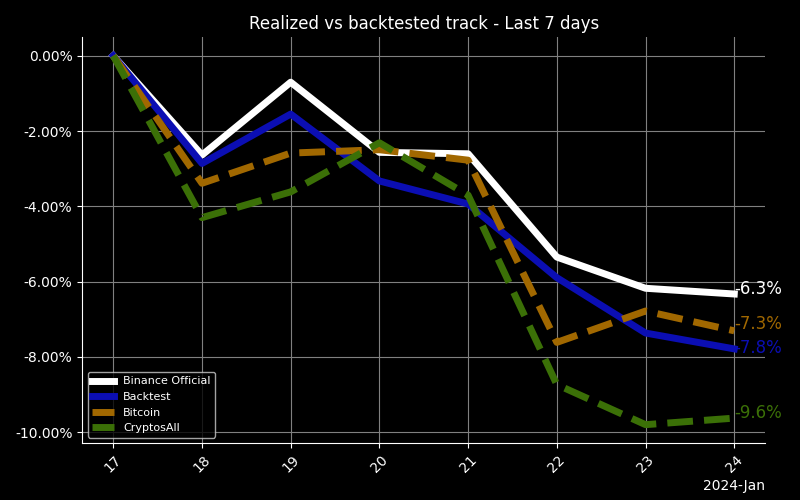 Realized vs backtested track - Last 7 days
0.00%
-2.00%
-4.00%
-6.00%
-8.00%
-10.00%
-6.3%
-7.3%
-7.8%
-9.6%
Binance Official
Backtest
Bitcoin
CryptosAll
17 18 19 20 21 22 23 24
2024-Jan